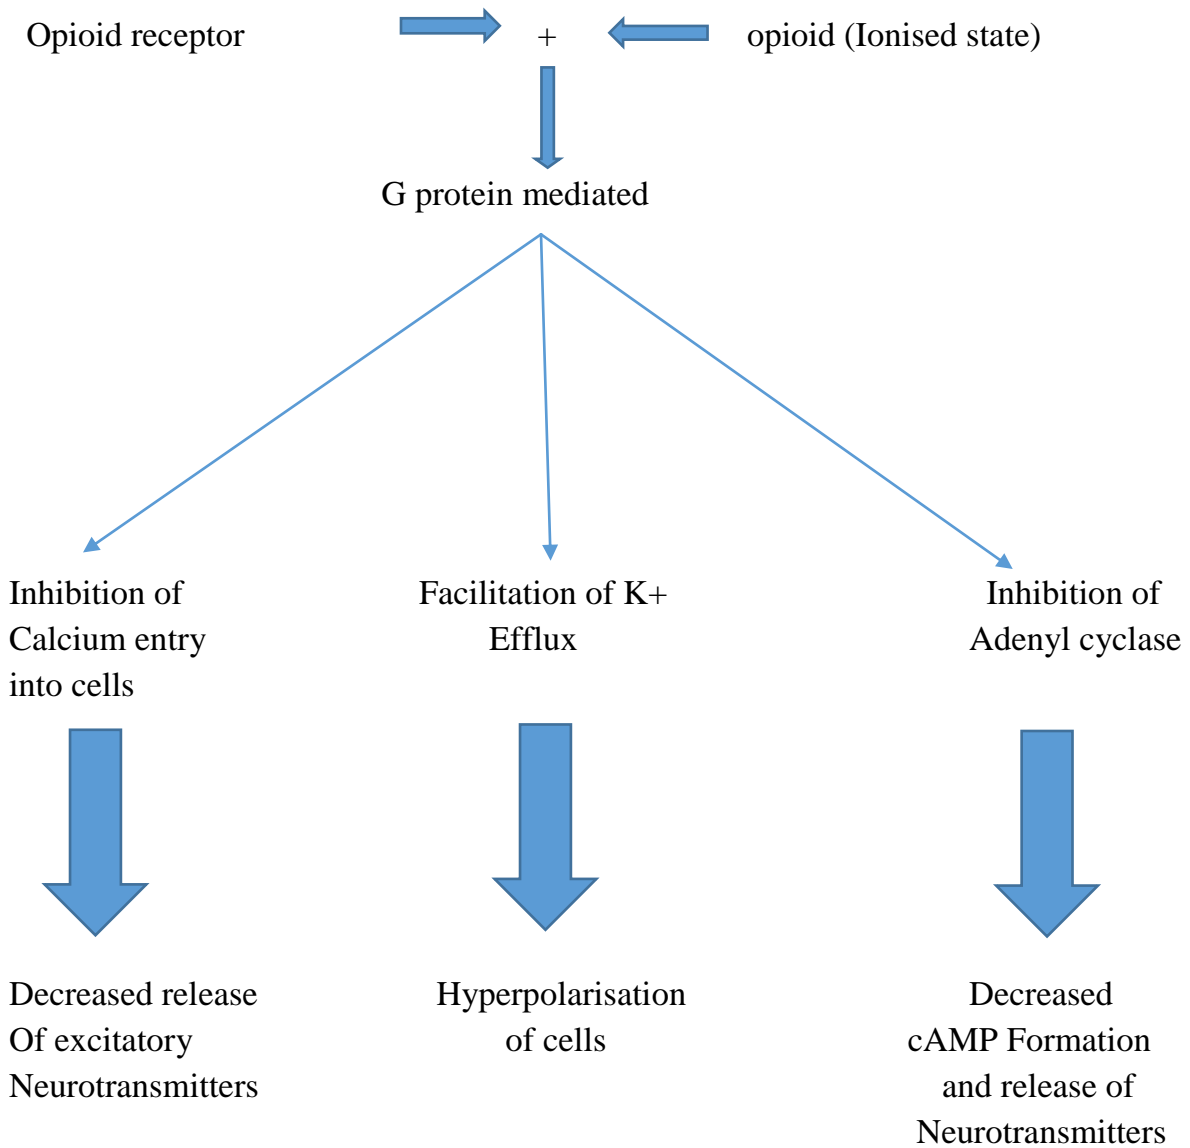 Opioid receptor + opioid (Ionised state)
G protein mediated
Inhibition of
Calcium entry
into cells
Facilitation of K+
Efflux
Inhibition of
Adenyl cyclase
Decreased release
Of excitatory
Neurotransmitters
Hyperpolarisation
of cells
Decreased
cAMP Formation
and release of
Neurotransmitters